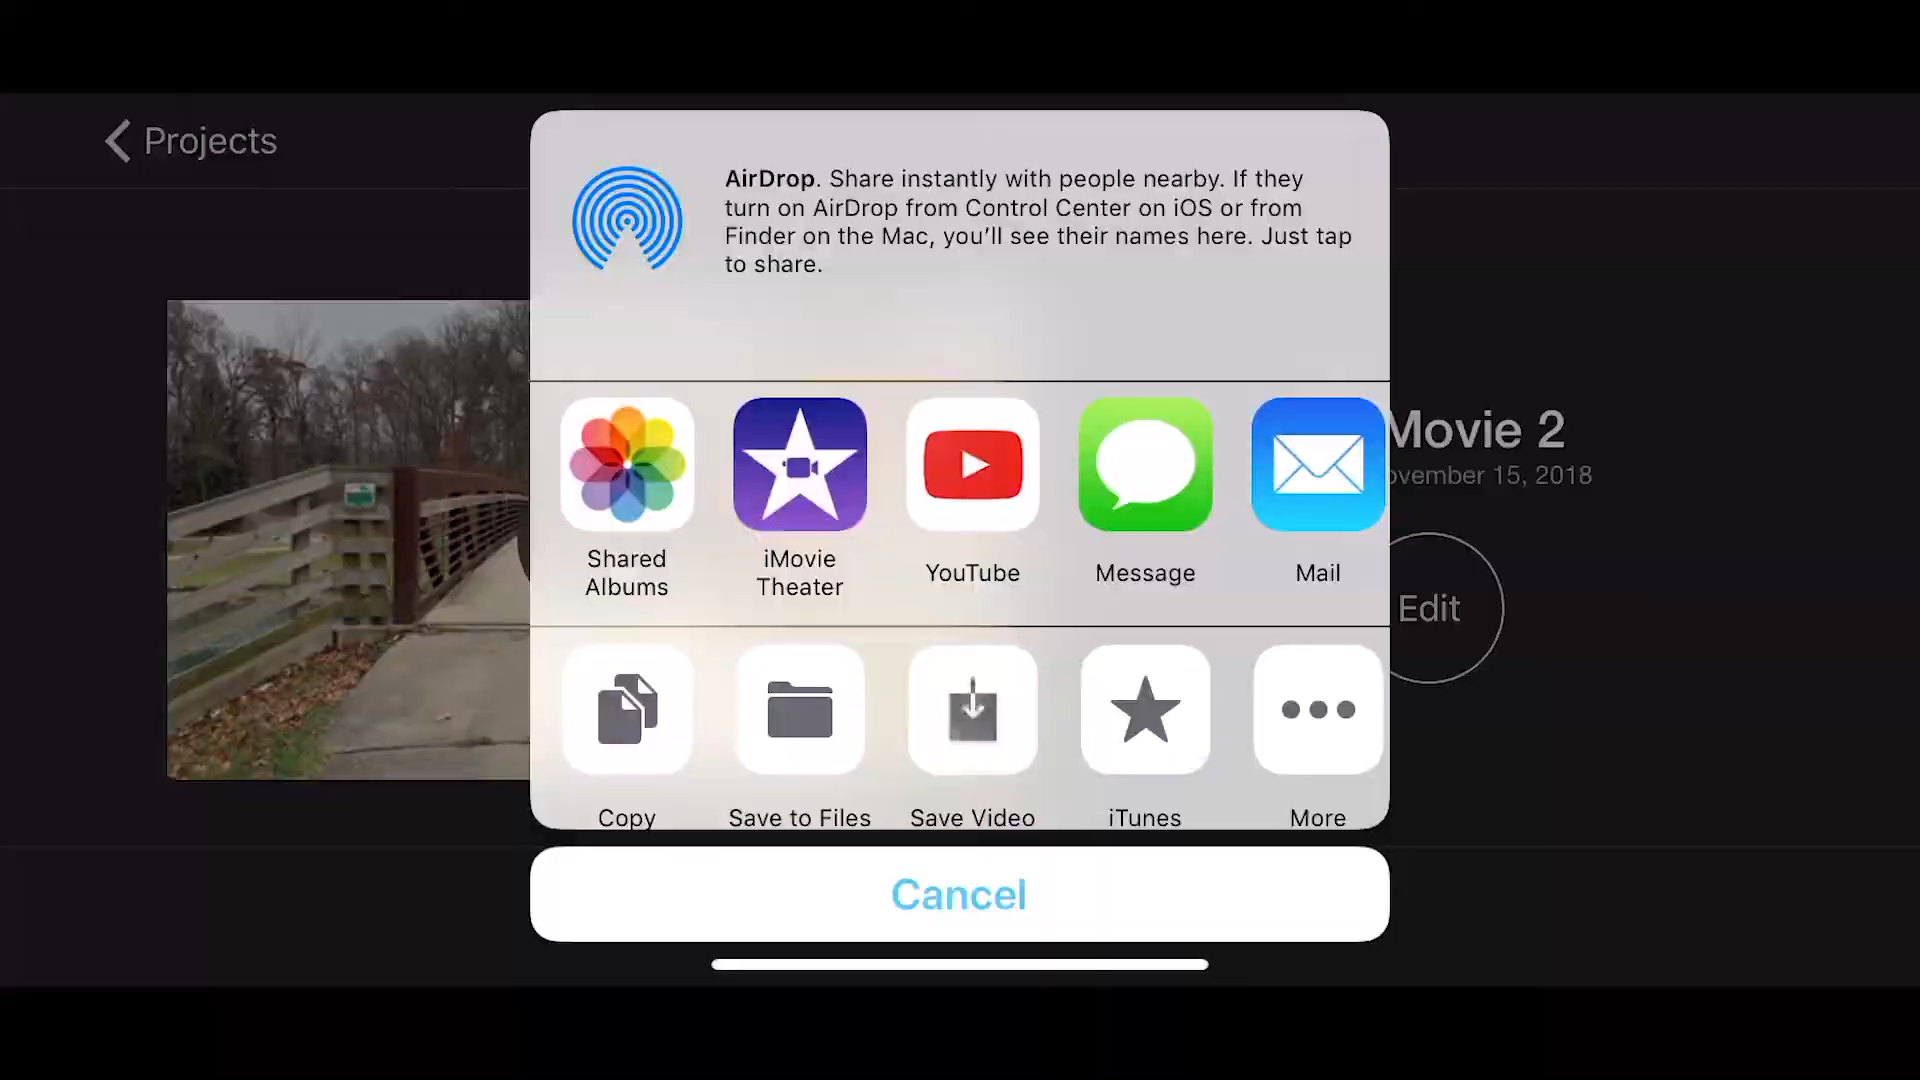 Projects
AirDrop. Share instantly with people nearby. If they
turn on AirDrop from Control Center on iOS or from
Finder on the Mac, you'll see their names here. Just tap
to share.
Shared
Albums
iMovie
Theater
YouTube
Message
Mail
Movie 2
ovember 15, 2018
Edit
Copy
Save to Files
Save Video
iTunes
More
Cancel